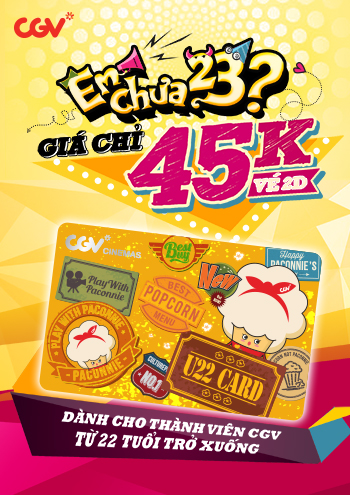 CGV
Em chưa 23?
GIÁ CHỈ
45K
VÉ 2D
CGV CINEMAS
Best Buy
Happy
PACONNIE'S
Play With
Paconnie
New
BEST
POPCORN
MENU
PLAY WITH PACONNIE
PACONNIE
CULTURE
NO.1
U22 CARD
DÀNH CHO THÀNH VIÊN CGV
TỪ 22 TUỔI TRỞ XUỐNG